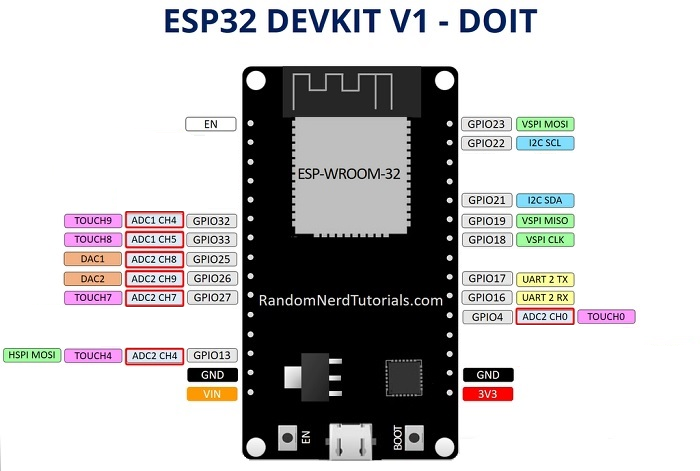 ESP32 DEVKIT V1 - DOIT
EN
GPIO23 VSPI MOSI
GPIO22 I2C SCL
ESP-WROOM-32
GPIO21 I2C SDA
TOUCH9 ADC1 CH4 GPIO32
GPIO19 VSPI MISO
TOUCH8 ADC1 CH5 GPIO33
GPIO18 VSPI CLK
DAC1 ADC2 CH8 GPIO25
DAC2 ADC2 CH9 GPIO26
GPIO17 UART 2 TX
TOUCH7 ADC2 CH7 GPIO27
RandomNerdTutorials.com
GPIO16 UART 2 RX
GPIO4 ADC2 CH0 TOUCH0
HSPI MOSI TOUCH4 ADC2 CH4 GPIO13
GND
GND
VIN
3V3
EN
BOOT